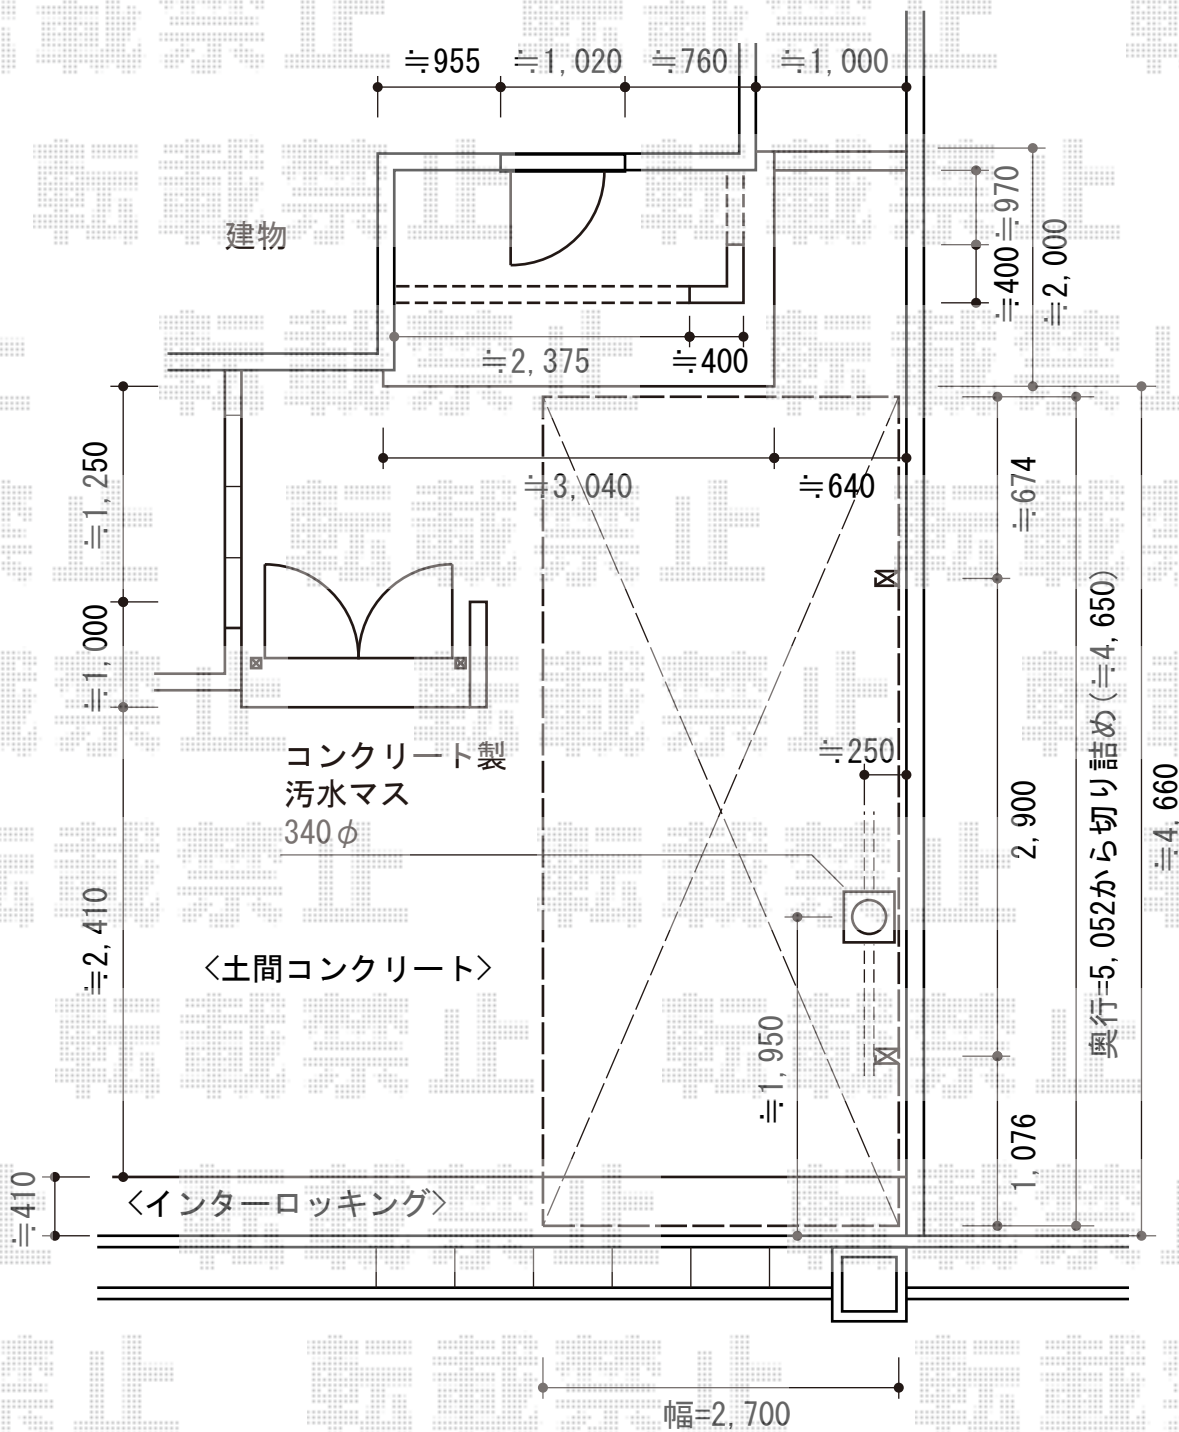 ≒955 ≒1,020 ≒760 ≒1,000
建物
≒970
≒400
≒2,000
≒2,375 ≒400
≒1,250
≒3,040 ≒640
≒674
≒1,000
コンクリート製
汚水マス
340φ
≒250
2,900
奥行=5,052から切り詰め(≒4,650)
≒4,660
≒2,410
<土間コンクリート>
≒1,950
1,076
≒410
<インターロッキング>
幅=2,700
転載禁止